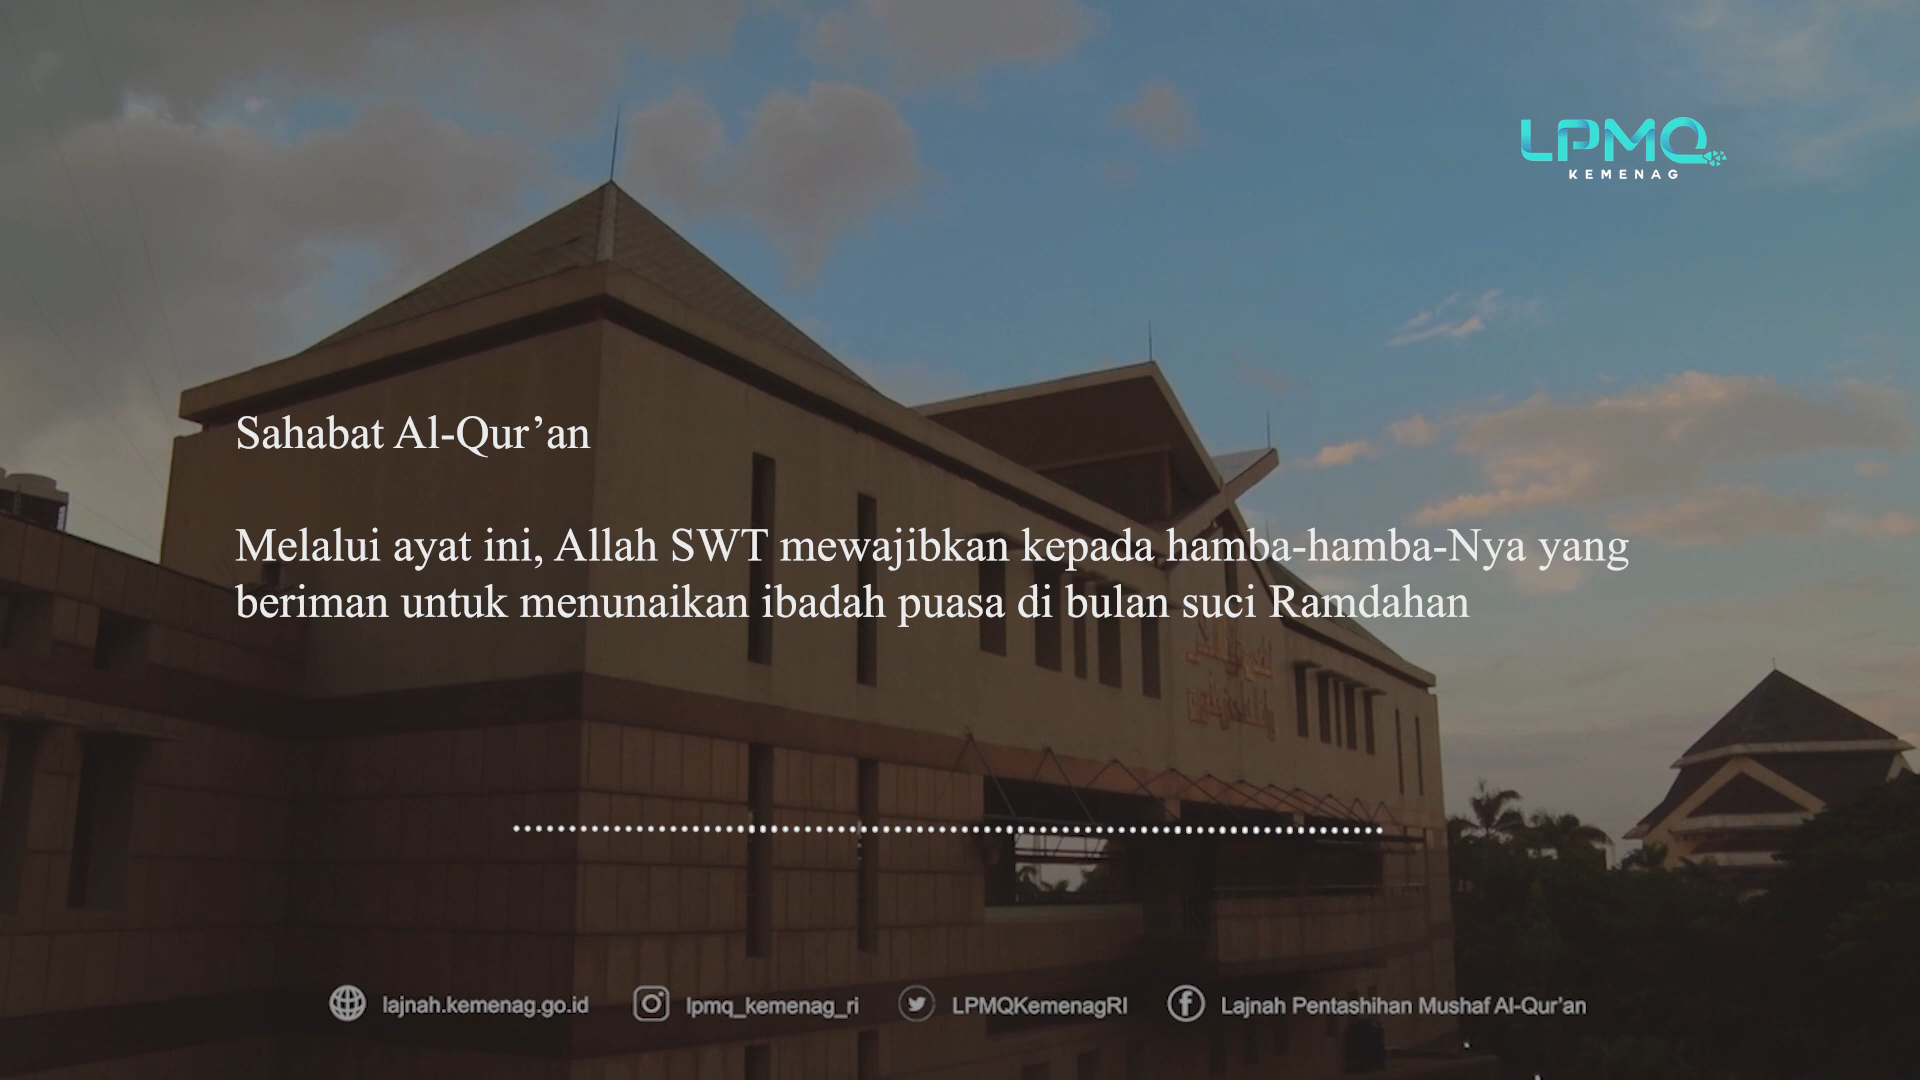 LPMQ
KEMENAG
Sahabat Al-Qur’an
Melalui ayat ini, Allah SWT mewajibkan kepada hamba-hamba-Nya yang
beriman untuk menunaikan ibadah puasa di bulan suci Ramdahan
lajnah.kemenag.go.id
lpmq_kemenag_ri
LPMQKemenagRI
Lajnah Pentashihan Mushaf Al-Qur’an